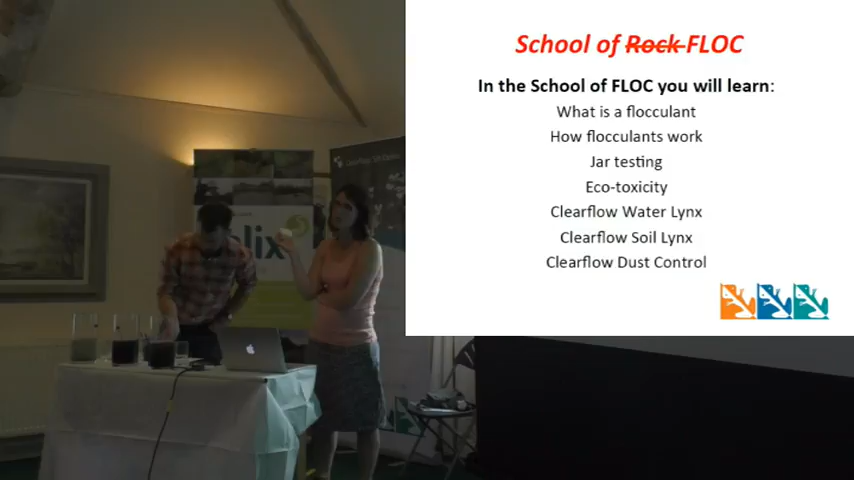 School of Rock FLOC
In the School of FLOC you will learn:
What is a flocculant
How flocculants work
Jar testing
Eco-toxicity
Clearflow Water Lynx
Clearflow Soil Lynx
Clearflow Dust Control
lix